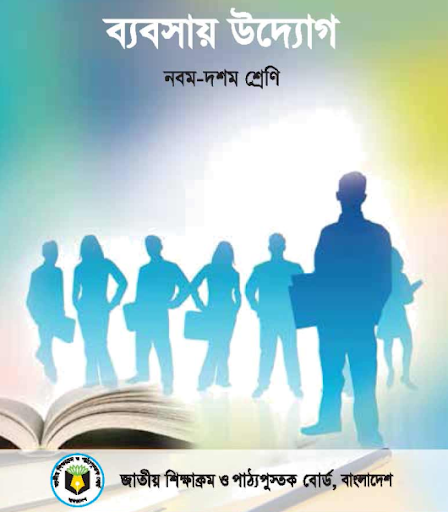 ব্যবসায় উদ্যোগ
নবম-দশম শ্রেণি
জাতীয় শিক্ষাক্রম ও পাঠ্যপুস্তক বোর্ড, বাংলাদেশ